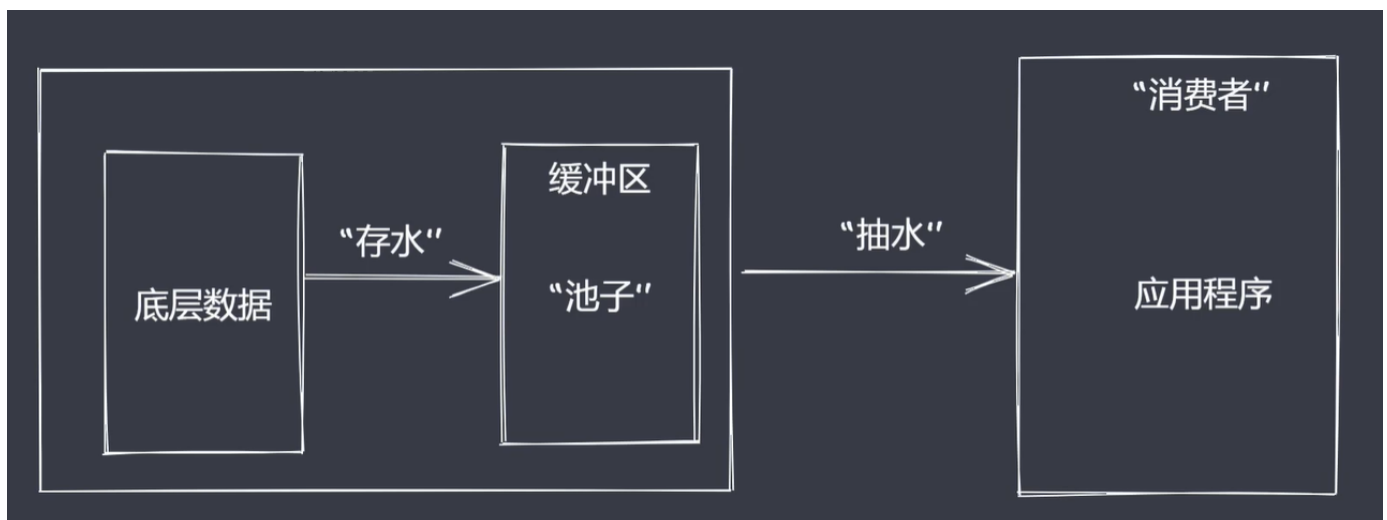 底层数据
“存水”
缓冲区
“池子”
“抽水”
“消费者”
应用程序